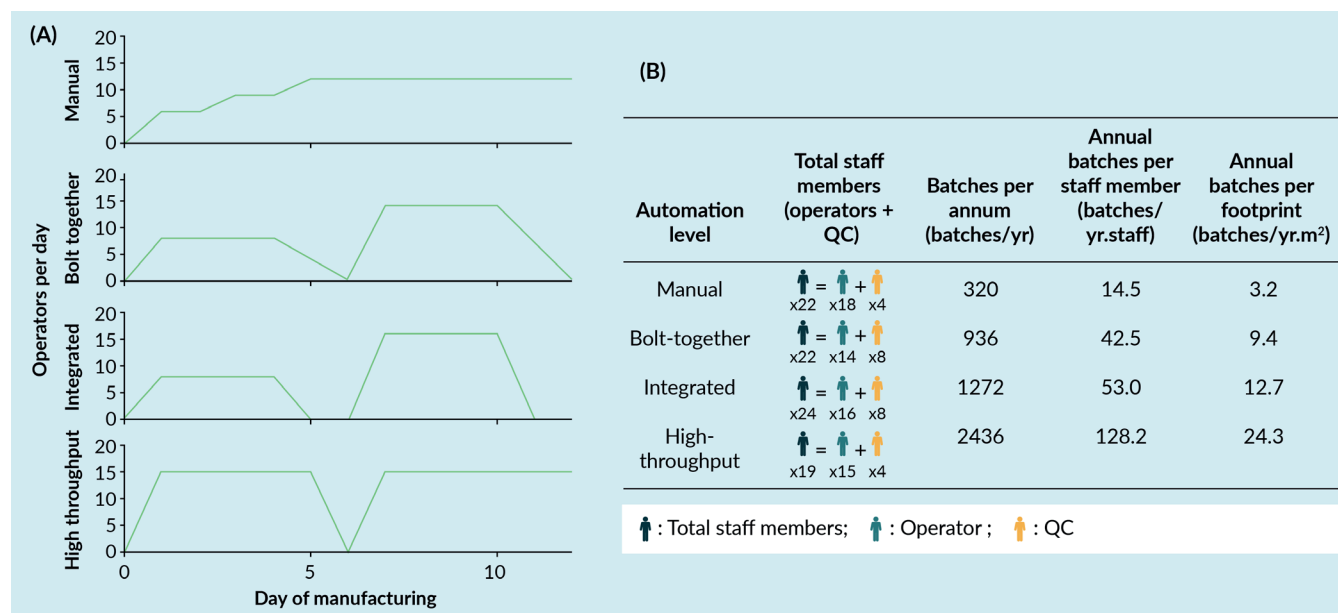 (A)
Operators per day
Manual
20
15
10
5
0
Bolt together
20
15
10
5
0
Integrated
20
15
10
5
0
High throughput
20
15
10
5
0
0
5
10
Day of manufacturing
(B)
Automation
level
Total staff
members
(operators +
QC)
Batches per
annum
(batches/yr)
Annual
batches per
staff member
(batches/
yr.staff)
Annual
batches per
footprint
(batches/yr.m²)
Manual
= +
x22 x18 x4
320
14.5
3.2
Bolt-together
= +
x22 x14 x8
936
42.5
9.4
Integrated
= +
x24 x16 x8
1272
53.0
12.7
High-
throughput
= +
x19 x15 x4
2436
128.2
24.3
: Total staff members; : Operator ; : QC